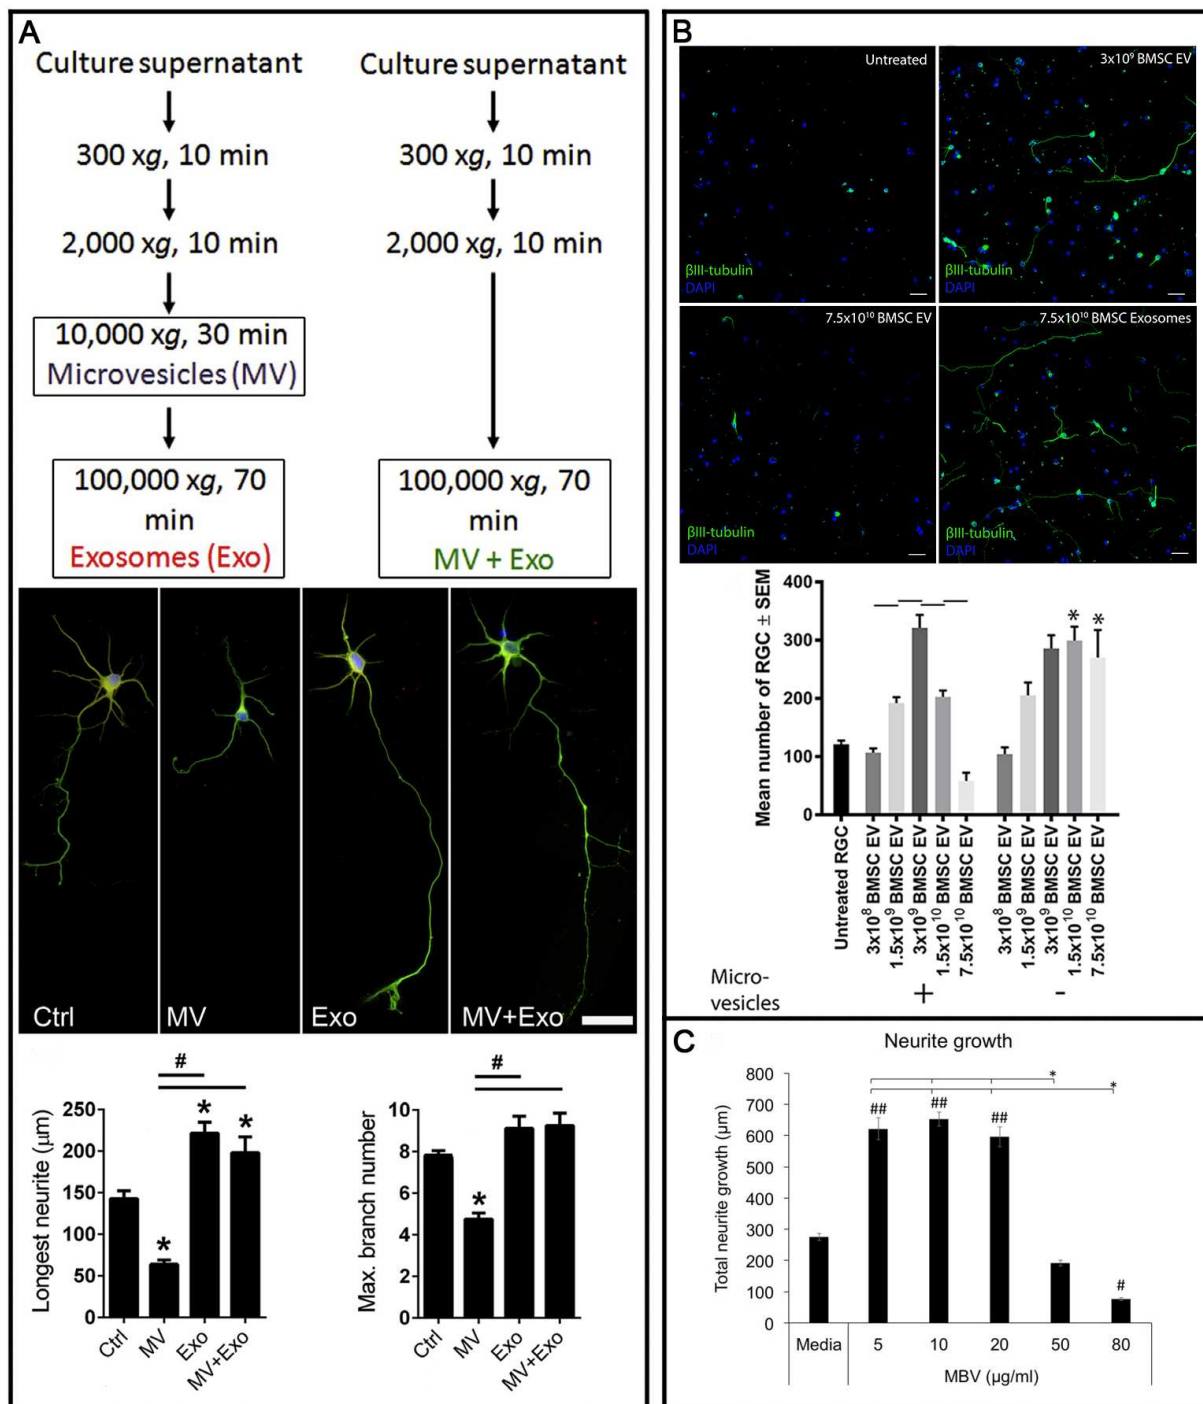 A
Culture supernatant
300 xg, 10 min
2,000 xg, 10 min
10,000 xg, 30 min
Microvesicles (MV)
100,000 xg, 70
min
Exosomes (Exo)
Culture supernatant
300 xg, 10 min
2,000 xg, 10 min
100,000 xg, 70
min
MV + Exo
Ctrl
MV
Exo
MV+Exo
Longest neurite (µm)
250
200
150
100
50
0
#
*
*
*
Ctrl
MV
Exo
MV+Exo
Max. branch number
10
8
6
4
2
0
#
*
Ctrl
MV
Exo
MV+Exo
B
Untreated
βIII-tubulin
DAPI
3x10⁹ BMSC EV
βIII-tubulin
DAPI
7.5x10¹⁰ BMSC EV
βIII-tubulin
DAPI
7.5x10¹⁰ BMSC Exosomes
βIII-tubulin
DAPI
Mean number of RGC ± SEM
400
300
200
100
0
* *
Untreated RGC
3x10⁸ BMSC EV
1.5x10⁹ BMSC EV
3x10⁹ BMSC EV
1.5x10¹⁰ BMSC EV
7.5x10¹⁰ BMSC EV
3x10⁸ BMSC EV
1.5x10⁹ BMSC EV
3x10⁹ BMSC EV
1.5x10¹⁰ BMSC EV
7.5x10¹⁰ BMSC EV
Micro-
vesicles
+ -
C
Neurite growth
Total neurite growth (µm)
800
700
600
500
400
300
200
100
0
*
*
## ## ##
#
Media 5 10 20 50 80
MBV (µg/ml)